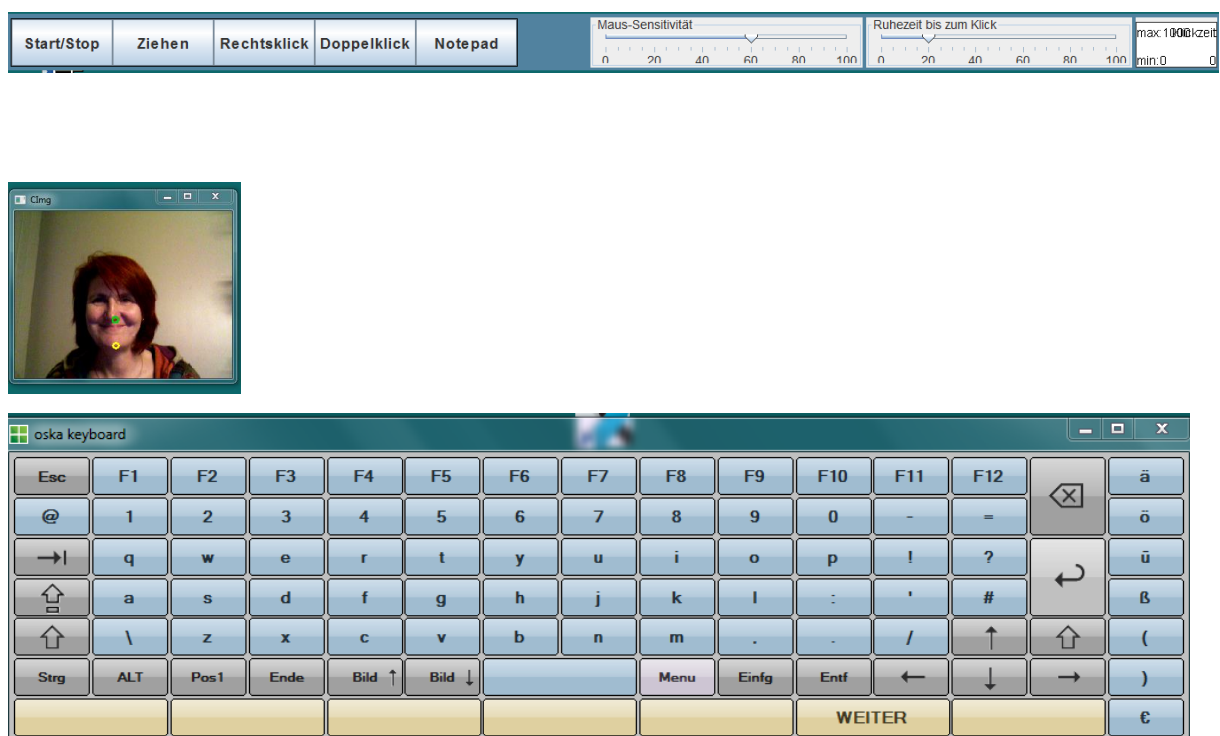 Start/Stop Ziehen Rechtsklick Doppelklick Notepad
Maus-Sensitivität
0 20 40 60 80 100
Ruhezeit bis zum Klick
0 20 40 60 80 100
max:1000
min:0 0
CImg
oska keyboard
Esc F1 F2 F3 F4 F5 F6 F7 F8 F9 F10 F11 F12 ä
@ 1 2 3 4 5 6 7 8 9 0 - = ö
q w e r t y u i o p ! ? ü
a s d f g h j k l : ' # ß
\ z x c v b n m . - / (
Strg ALT Pos1 Ende Bild ↑ Bild ↓ Menu Einfg Entf ← ↓ → )
WEITER €